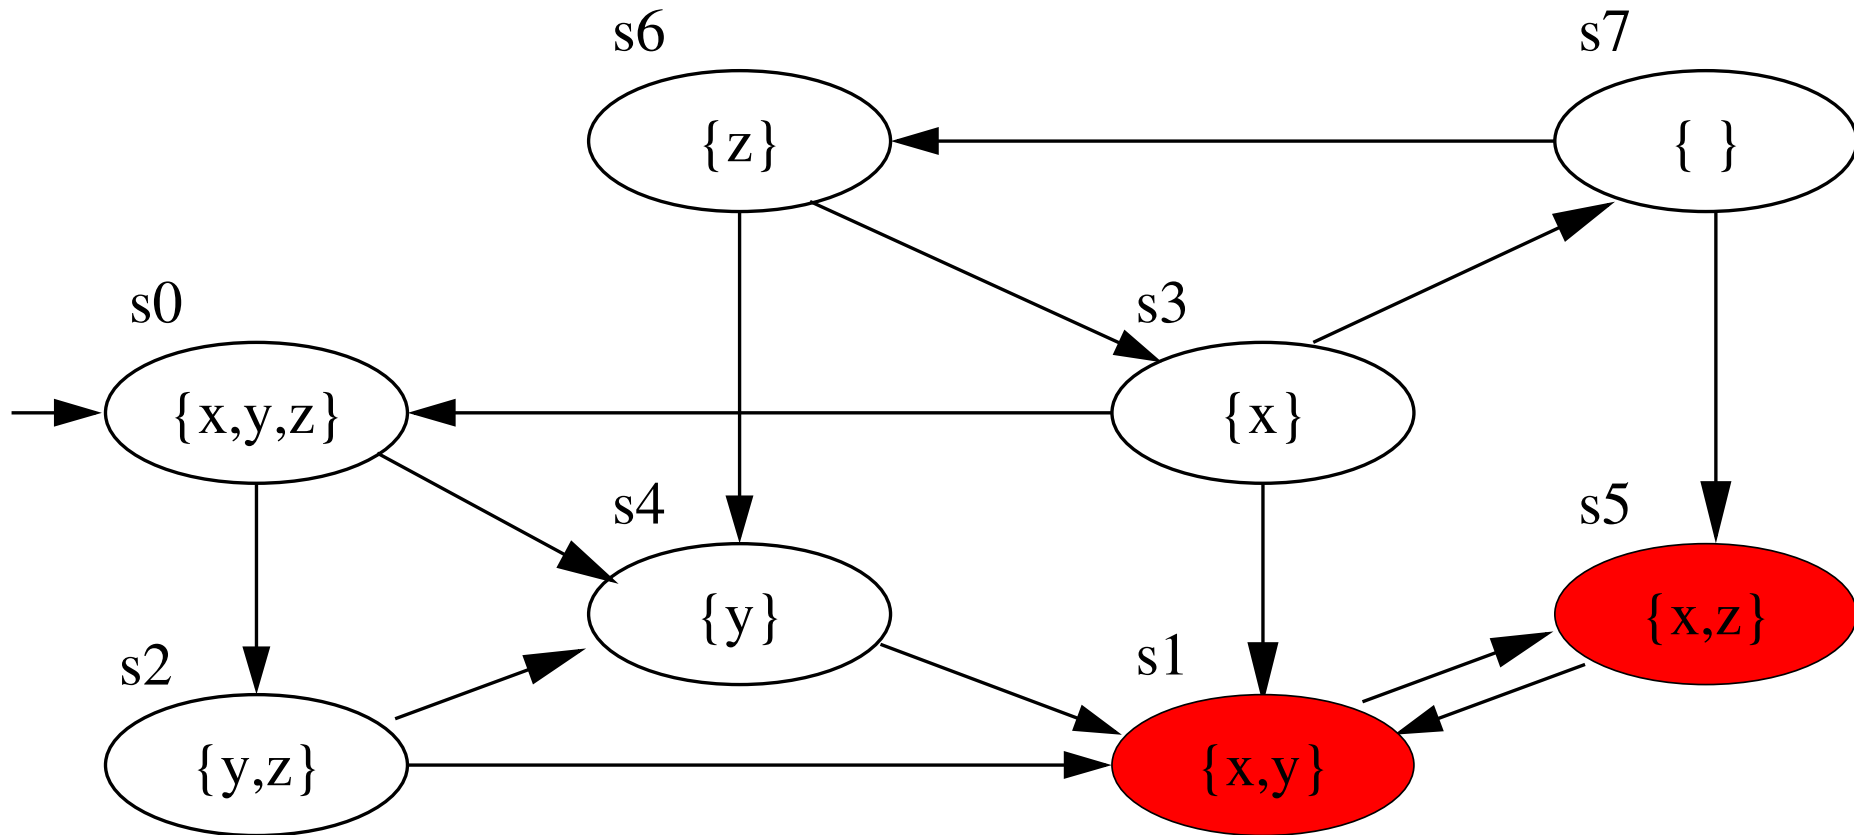 s6
s7
{z}
{ }
s0
s3
{x,y,z}
{x}
s4
s5
{y}
{x,z}
s2
s1
{y,z}
{x,y}